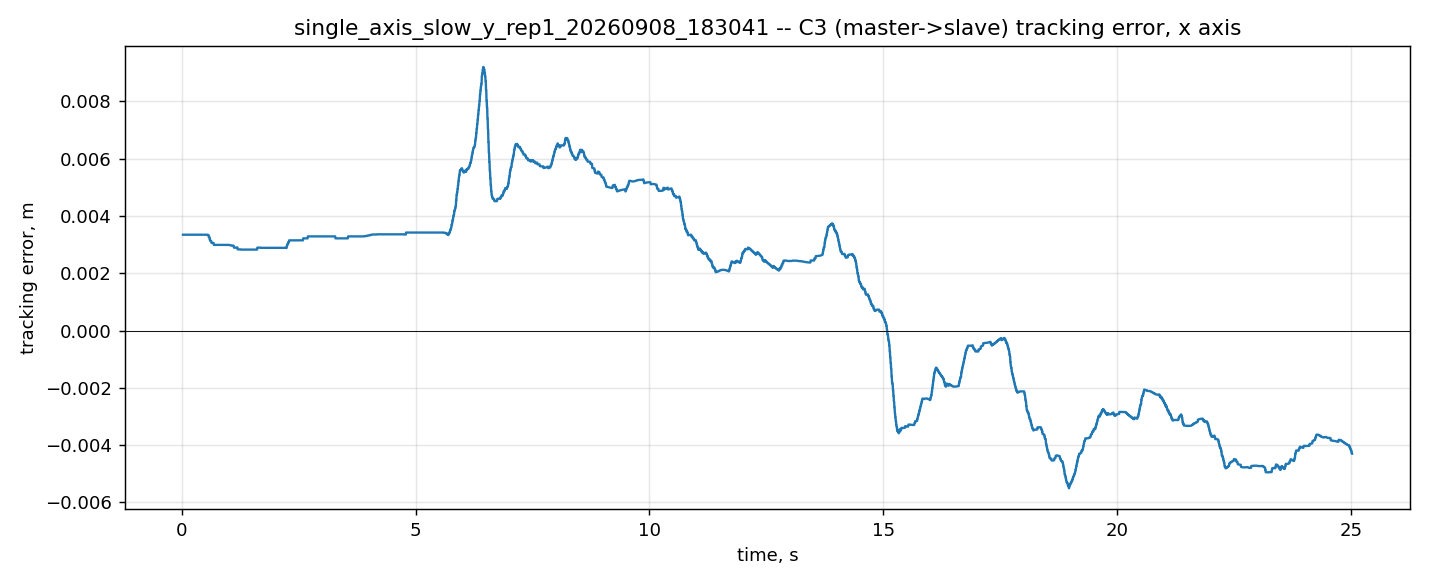 single_axis_slow_y_rep1_20260908_183041 -- C3 (master->slave) tracking error, x axis
tracking error, m
0.008
0.006
0.004
0.002
0.000
−0.002
−0.004
−0.006
0 5 10 15 20 25
time, s